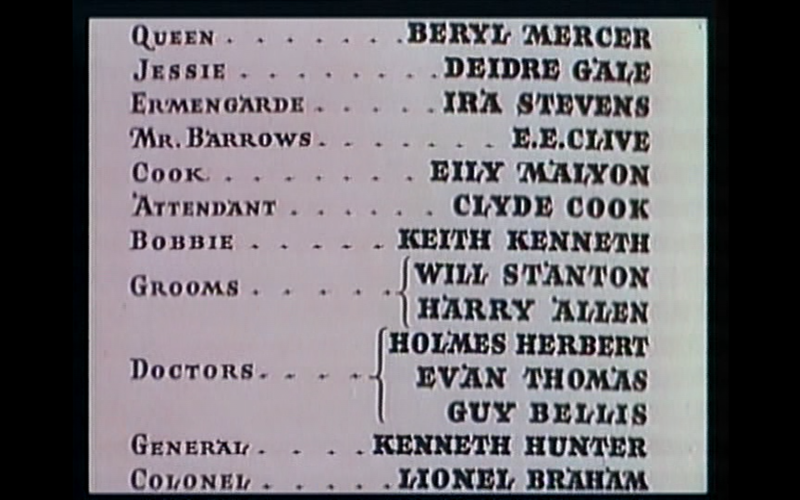 QUEEN . . . . . . . BERYL MERCER
JESSIE . . . . . . . . DEIDRE GALE
ERMENGARDE . . . . . IRA STEVENS
MR. BARROWS . . . . . . . E.E.CLIVE
COOK . . . . . . . EILY MALYON
ATTENDANT . . . . . . CLYDE COOK
BOBBIE . . . . . KEITH KENNETH
GROOMS . . . . . WILL STANTON
HARRY ALLEN
DOCTORS . . . . HOLMES HERBERT
EVAN THOMAS
GUY BELLIS
GENERAL . . . . KENNETH HUNTER
COLONEL . . . . . LIONEL BRAHAM